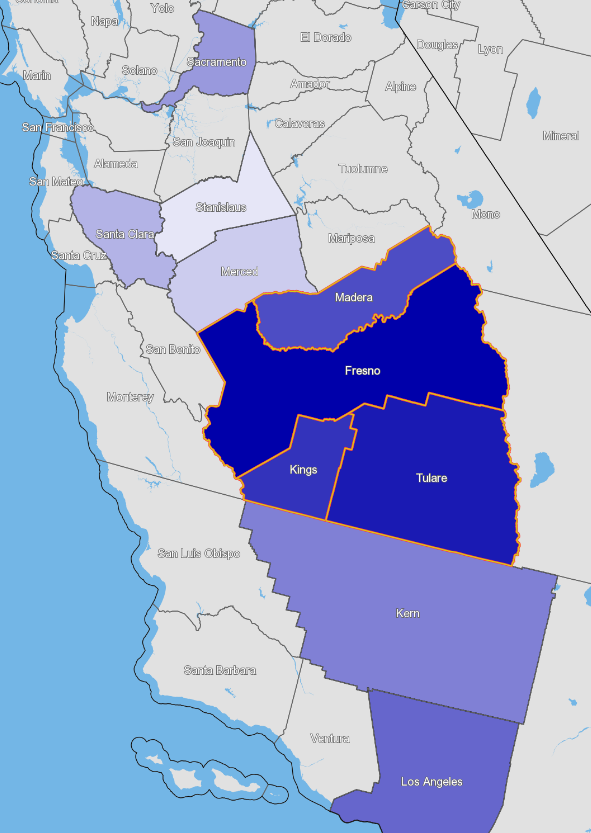 Carson City
Yolo
Napa
El Dorado
Douglas
Lyon
Sacramento
Solano
Marin
Amador
Alpine
Calaveras
San Francisco
Mineral
San Joaquin
Alameda
Tuolumne
San Mateo
Stanislaus
Mono
Santa Clara
Mariposa
Santa Cruz
Merced
Madera
San Benito
Fresno
Monterey
Kings
Tulare
San Luis Obispo
Kern
Santa Barbara
Ventura
Los Angeles